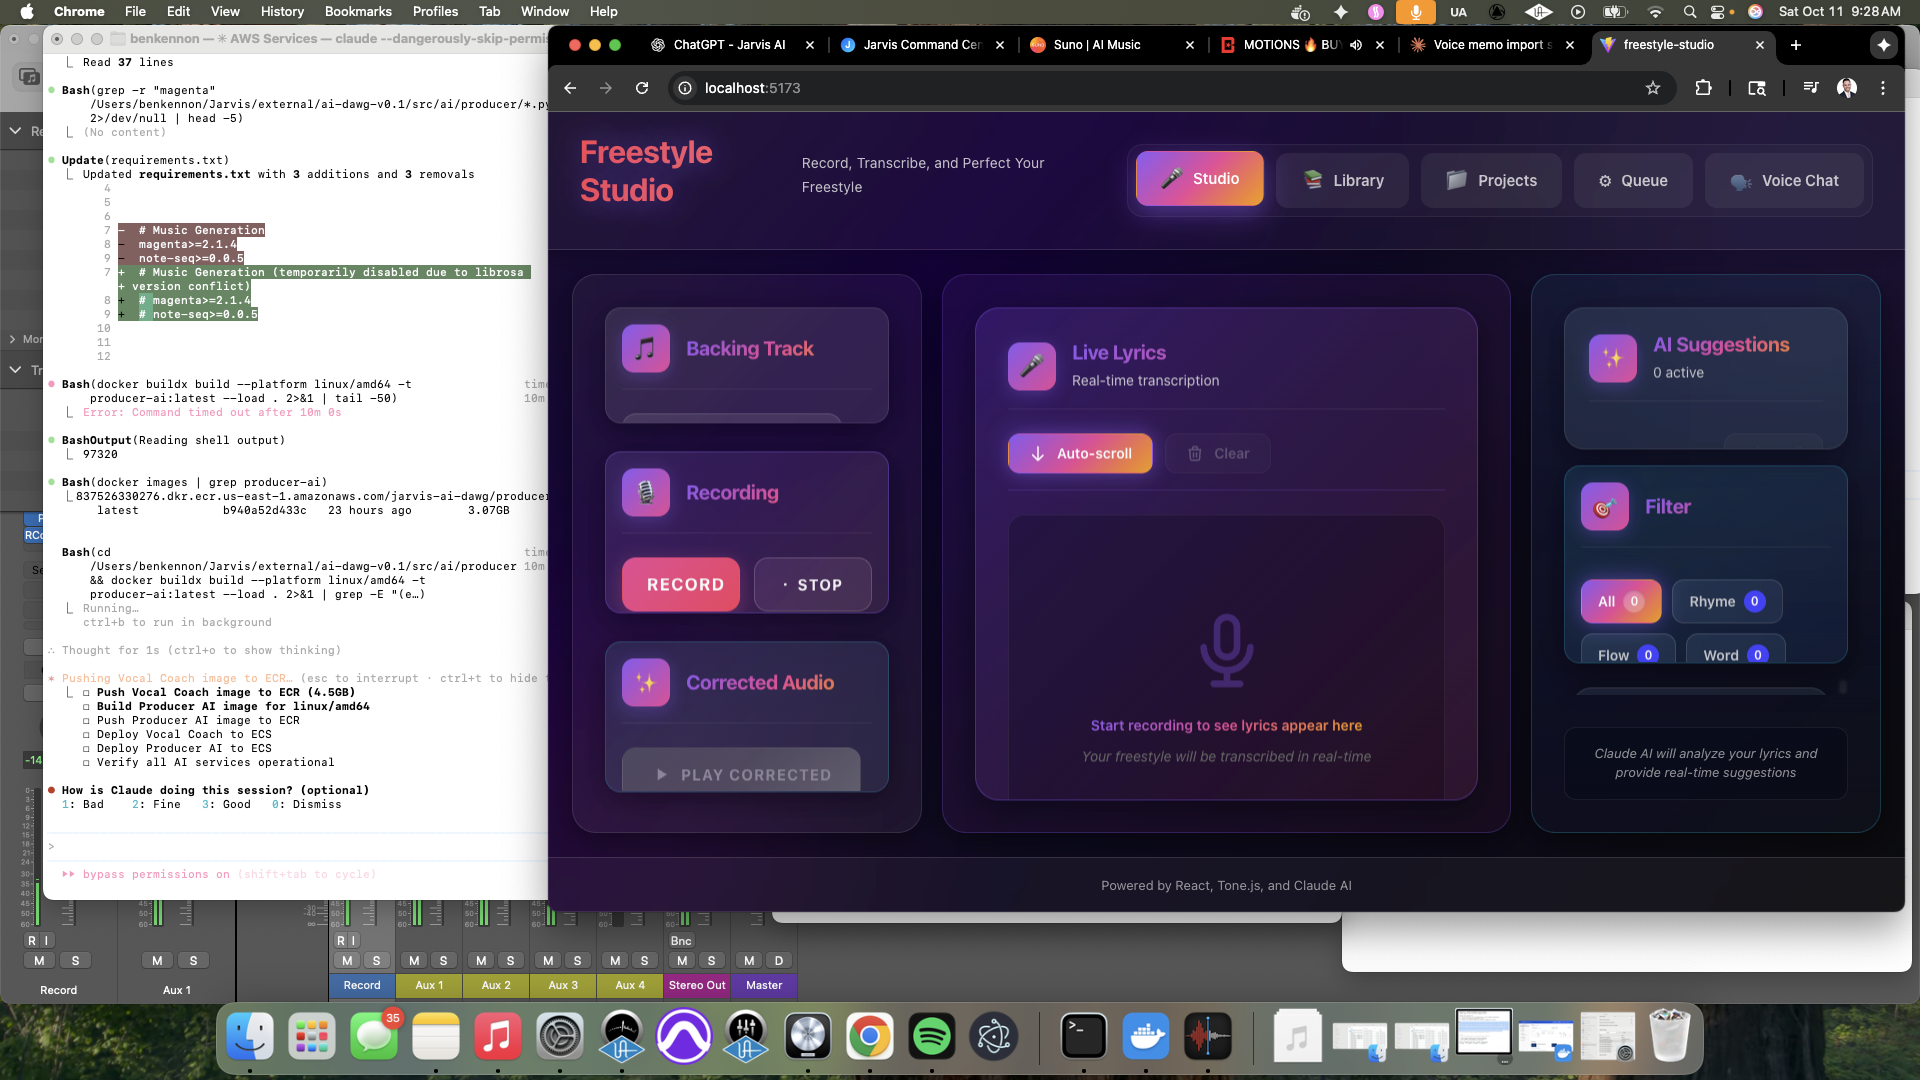 Chrome File Edit View History Bookmarks Profiles Tab Window Help
UA
Sat Oct 11 9:28 AM
benkennon — ✳ AWS Services — claude --dangerously-skip-permis
Read 37 lines
Bash(grep -r "magenta"
/Users/benkennon/Jarvis/external/ai-dawg-v0.1/src/ai/producer/*.py
2>/dev/null | head -5)
(No content)
Update(requirements.txt)
Updated requirements.txt with 3 additions and 3 removals
4
5
6
7 - # Music Generation
8 - magenta>=2.1.4
9 - note-seq>=0.0.5
7 + # Music Generation (temporarily disabled due to librosa
+ version conflict)
8 + # magenta>=2.1.4
9 + # note-seq>=0.0.5
10
11
12
Bash(docker buildx build --platform linux/amd64 -t time
producer-ai:latest --load . 2>&1 | tail -50) 10m
Error: Command timed out after 10m 0s
BashOutput(Reading shell output)
97320
Bash(docker images | grep producer-ai)
837526330276.dkr.ecr.us-east-1.amazonaws.com/jarvis-ai-dawg/producer
latest b940a52d433c 23 hours ago 3.07GB
Bash(cd time
/Users/benkennon/Jarvis/external/ai-dawg-v0.1/src/ai/producer 10m
&& docker buildx build --platform linux/amd64 -t
producer-ai:latest --load . 2>&1 | grep -E "(e…)
Running…
ctrl+b to run in background
∴ Thought for 1s (ctrl+o to show thinking)
✶ Pushing Vocal Coach image to ECR… (esc to interrupt · ctrl+t to hide t
☐ Push Vocal Coach image to ECR (4.5GB)
☐ Build Producer AI image for linux/amd64
☐ Push Producer AI image to ECR
☐ Deploy Vocal Coach to ECS
☐ Deploy Producer AI to ECS
☐ Verify all AI services operational
How is Claude doing this session? (optional)
1: Bad 2: Fine 3: Good 0: Dismiss
>
bypass permissions on (shift+tab to cycle)
ChatGPT - Jarvis AI
Jarvis Command Cen
Suno | AI Music
MOTIONS 🔥 BU
Voice memo import s
freestyle-studio
localhost:5173
Freestyle
Studio
Record, Transcribe, and Perfect Your
Freestyle
Studio
Library
Projects
Queue
Voice Chat
Backing Track
Recording
RECORD
STOP
Corrected Audio
PLAY CORRECTED
Live Lyrics
Real-time transcription
Auto-scroll
Clear
Start recording to see lyrics appear here
Your freestyle will be transcribed in real-time
AI Suggestions
0 active
Filter
All 0
Rhyme 0
Flow 0
Word 0
Claude AI will analyze your lyrics and
provide real-time suggestions
Powered by React, Tone.js, and Claude AI
Re
Mor
Tr
RCo
Se
-14
R I
M S
Record
M S
Aux 1
R I
M S
Record
M S
Aux 1
M S
Aux 2
M S
Aux 3
M S
Aux 4
Bnc
M S
Stereo Out
M D
Master
35